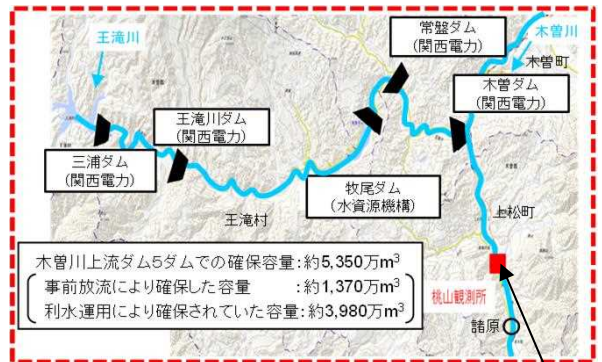 王滝川
常盤ダム
(関西電力)
木曽川
木曽町
木曽ダム
(関西電力)
王滝川ダム
(関西電力)
三浦ダム
(関西電力)
牧尾ダム
(水資源機構)
王滝村
上松町
木曽川上流ダム5ダムでの確保容量:約5,350万m³
事前放流により確保した容量 :約1,370万m³
利水運用により確保されていた容量:約3,980万m³
桃山観測所
諸原